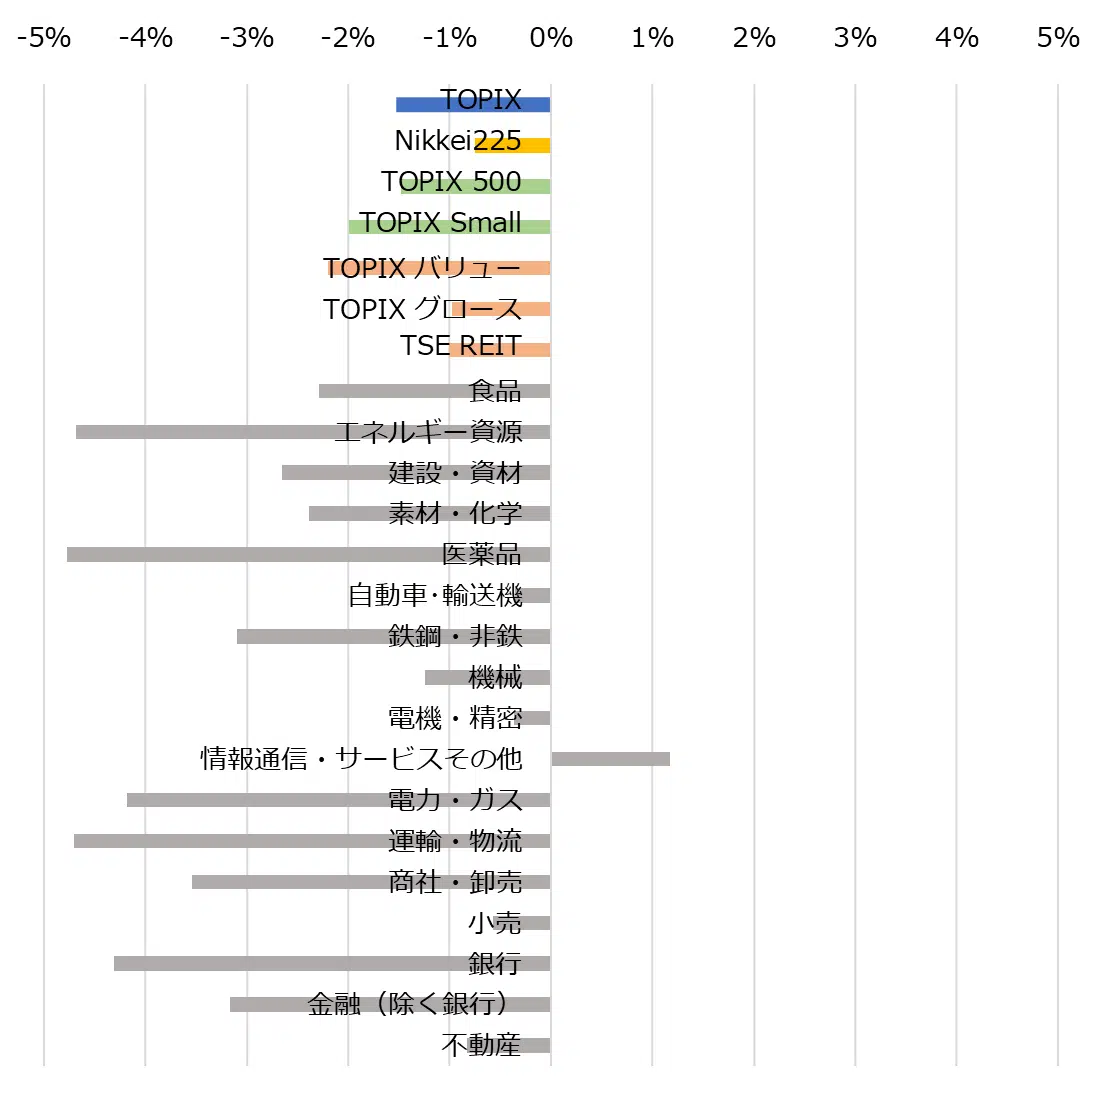 -5% -4% -3% -2% -1% 0% 1% 2% 3% 4% 5%
TOPIX
Nikkei225
TOPIX 500
TOPIX Small
TOPIX バリュー
TOPIX グロース
TSE REIT
食品
エネルギー資源
建設・資材
素材・化学
医薬品
自動車･輸送機
鉄鋼・非鉄
機械
電機・精密
情報通信・サービスその他
電力・ガス
運輸・物流
商社・卸売
小売
銀行
金融（除く銀行）
不動産